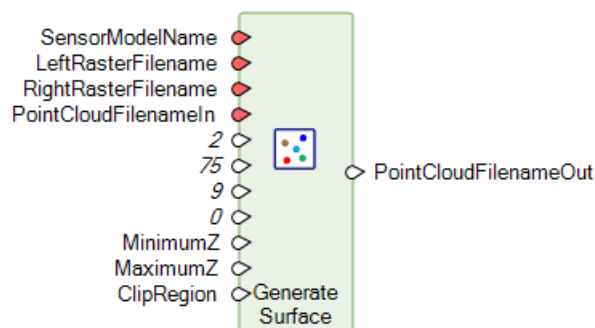 SensorModelName
LeftRasterFilename
RightRasterFilename
PointCloudFilenameIn
2
75
9
0
MinimumZ
MaximumZ
ClipRegion
Generate
Surface
PointCloudFilenameOut